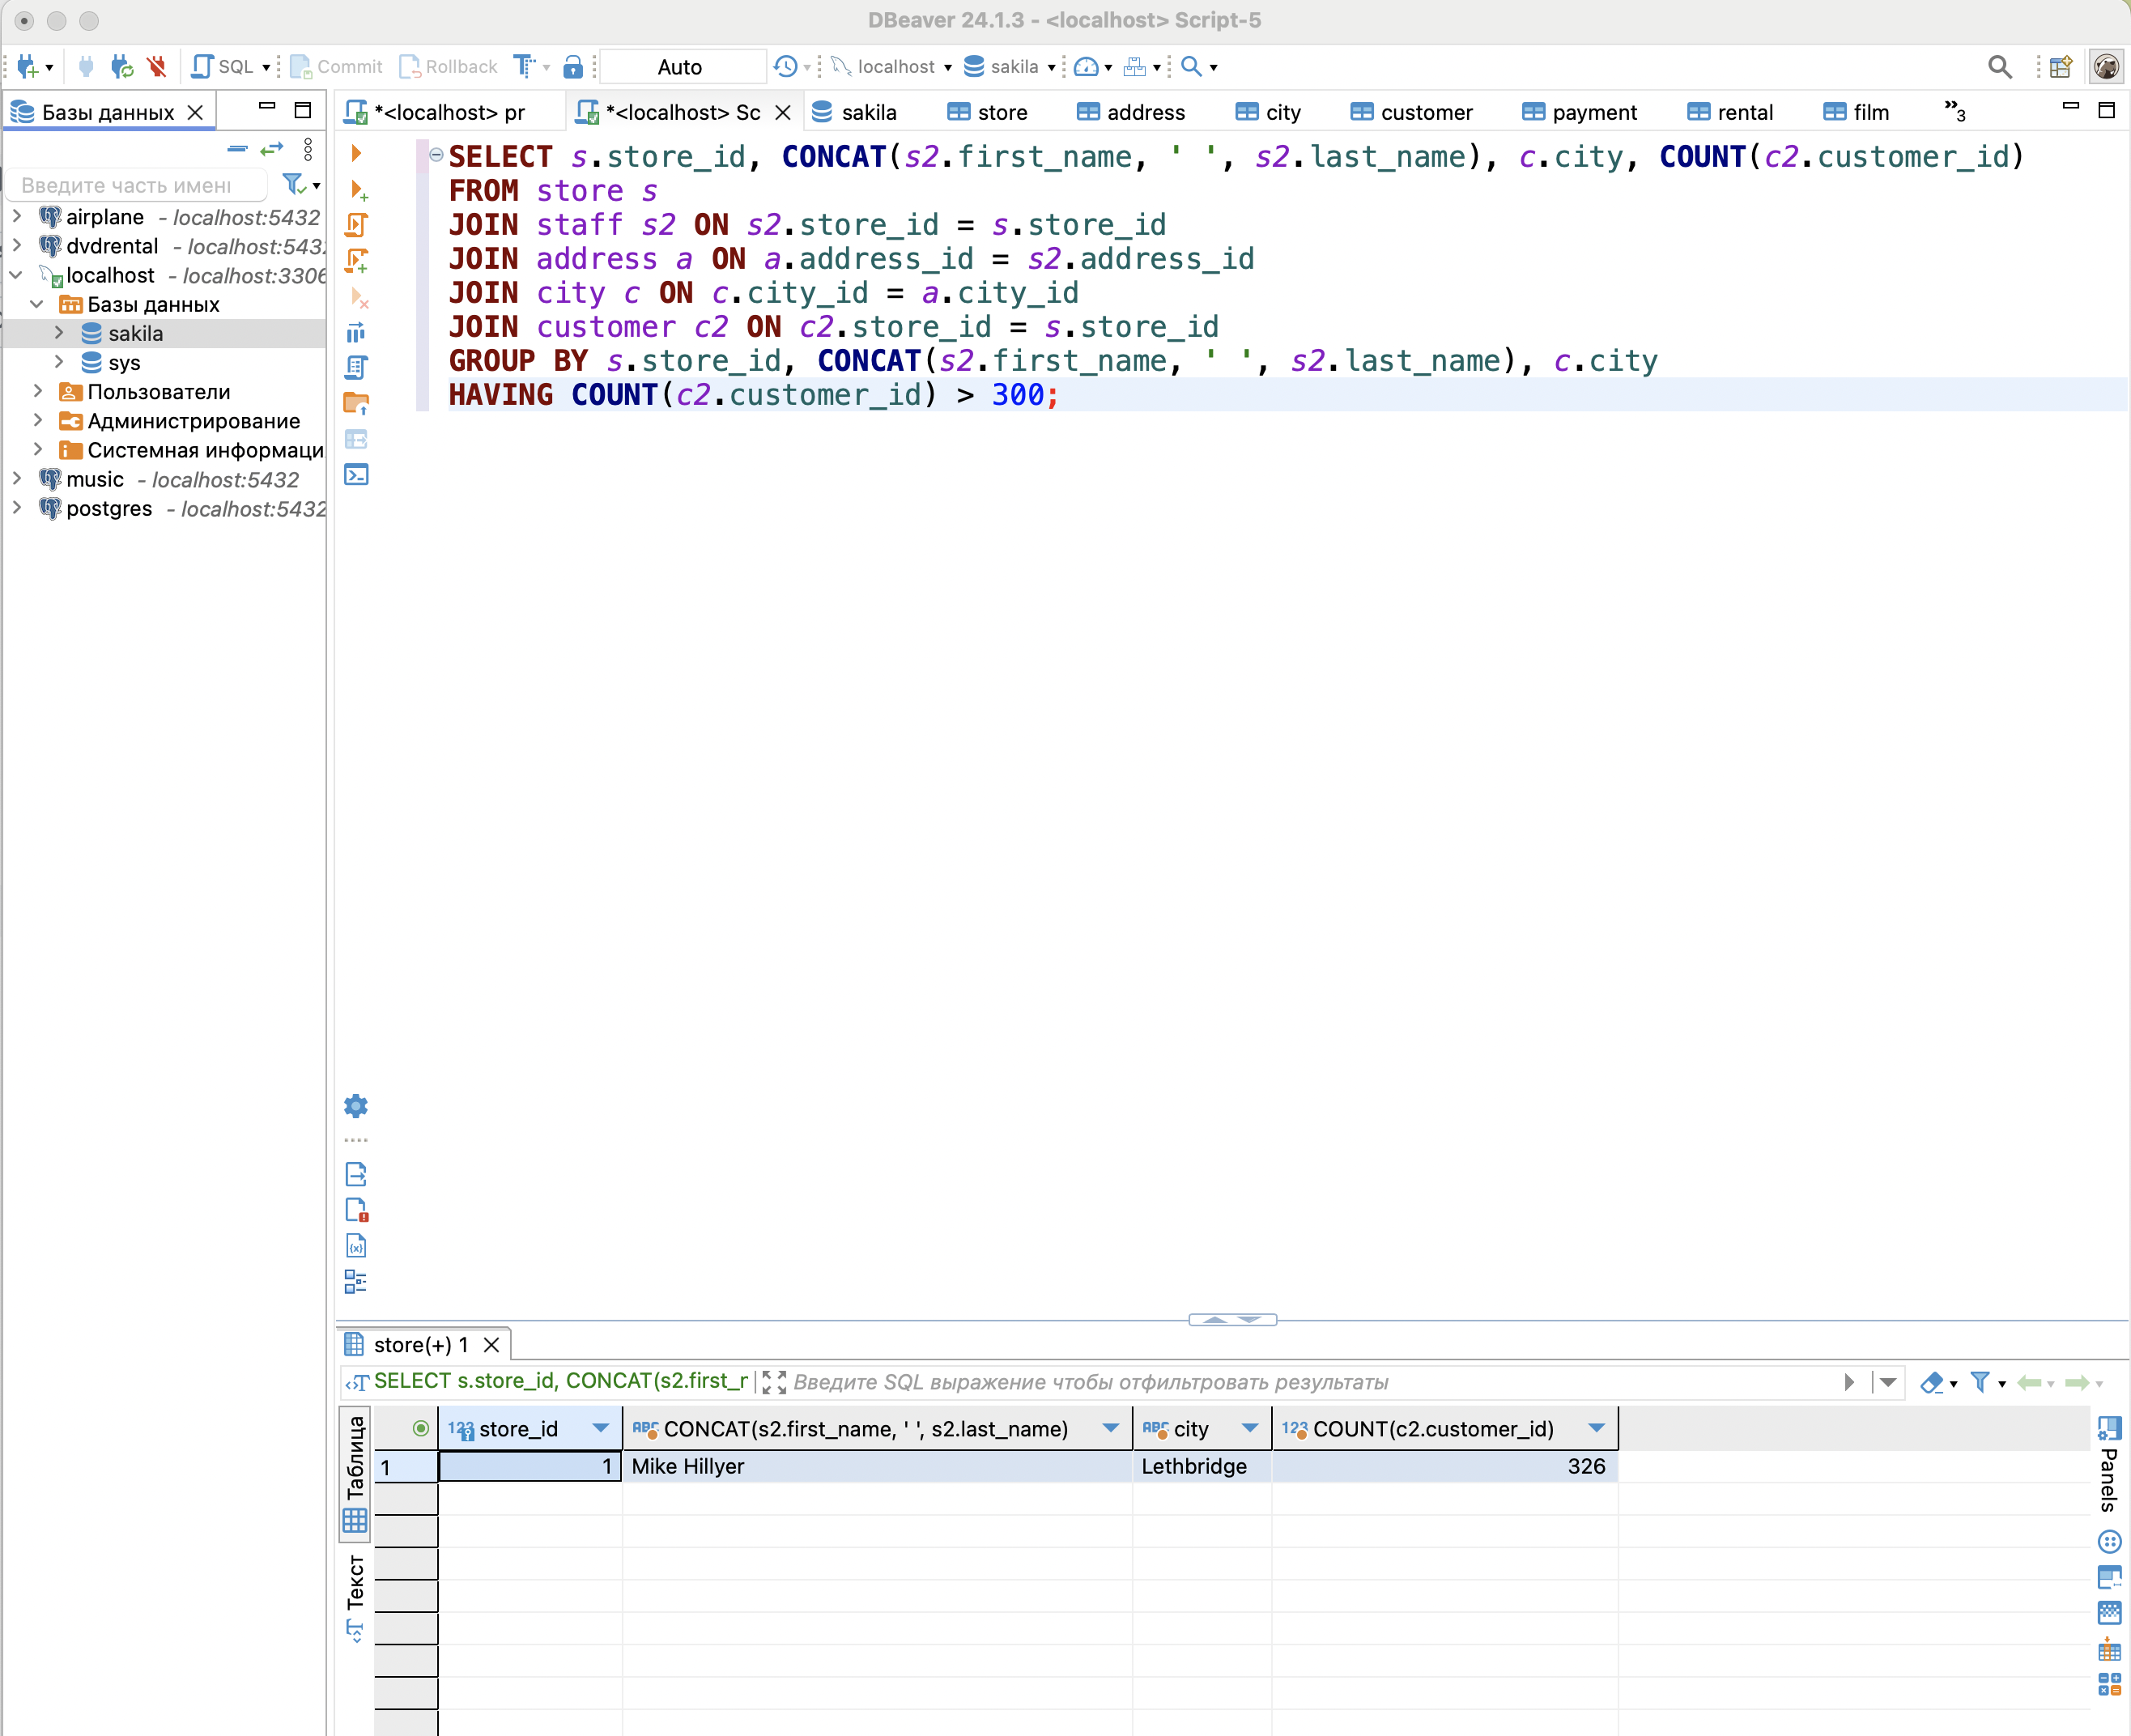 DBeaver 24.1.3 - <localhost> Script-5
SQL Commit Rollback Auto localhost sakila
Базы данных
*<localhost> pr *<localhost> Sc sakila store address city customer payment rental film »3
Введите часть имени
airplane - localhost:5432
dvdrental - localhost:543
localhost - localhost:3306
Базы данных
sakila
sys
Пользователи
Администрирование
Системная информаци
music - localhost:5432
postgres - localhost:5432
SELECT s.store_id, CONCAT(s2.first_name, ' ', s2.last_name), c.city, COUNT(c2.customer_id)
FROM store s
JOIN staff s2 ON s2.store_id = s.store_id
JOIN address a ON a.address_id = s2.address_id
JOIN city c ON c.city_id = a.city_id
JOIN customer c2 ON c2.store_id = s.store_id
GROUP BY s.store_id, CONCAT(s2.first_name, ' ', s2.last_name), c.city
HAVING COUNT(c2.customer_id) > 300;
store(+) 1
SELECT s.store_id, CONCAT(s2.first_r Введите SQL выражение чтобы отфильтровать результаты
Таблица
Текст
123 store_id ABC CONCAT(s2.first_name, ' ', s2.last_name) ABC city 123 COUNT(c2.customer_id)
1 1 Mike Hillyer Lethbridge 326
Panels